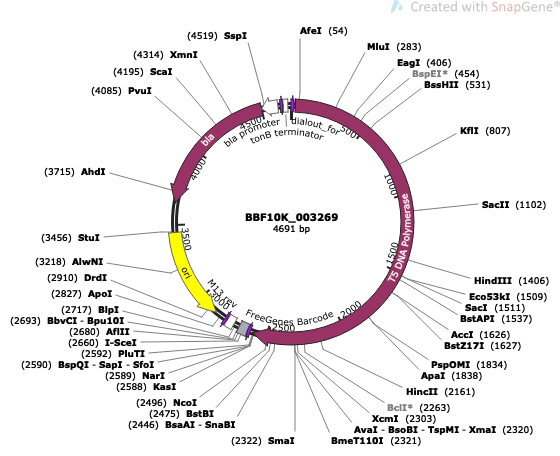 Created with SnapGene®
(4519) SspI
AfeI (54)
(4314) XmnI
MluI (283)
(4195) ScaI
EagI (406)
BspEI* (454)
(4085) PvuI
BssHII (531)
KflI (807)
(3715) AhdI
SacII (1102)
(3456) StuI
(3218) AlwNI
(2910) DrdI
(2827) ApoI
(2717) BlpI
(2693) BbvCI - Bpu10I
(2680) AflII
(2660) I-SceI
(2592) PluTI
(2590) BspQI - SapI - SfoI
(2589) NarI
(2588) KasI
(2496) NcoI
(2475) BstBI
(2446) BsaAI - SnaBI
(2322) SmaI
HindIII (1406)
Eco53kI (1509)
SacI (1511)
BstAPI (1537)
AccI (1626)
BstZ17I (1627)
PspOMI (1834)
ApaI (1838)
HincII (2161)
BclI* (2263)
XcmI (2303)
AvaI - BsoBI - TspMI - XmaI (2320)
BmeT110I (2321)
BBF10K_003269
4691 bp
bla
bla promoter
tonB terminator
dialout_for
T5 DNA Polymerase
FreeGenes Barcode
M13 rev
ori
500
1000
1500
2000
2500
3000
3500
4000
4500